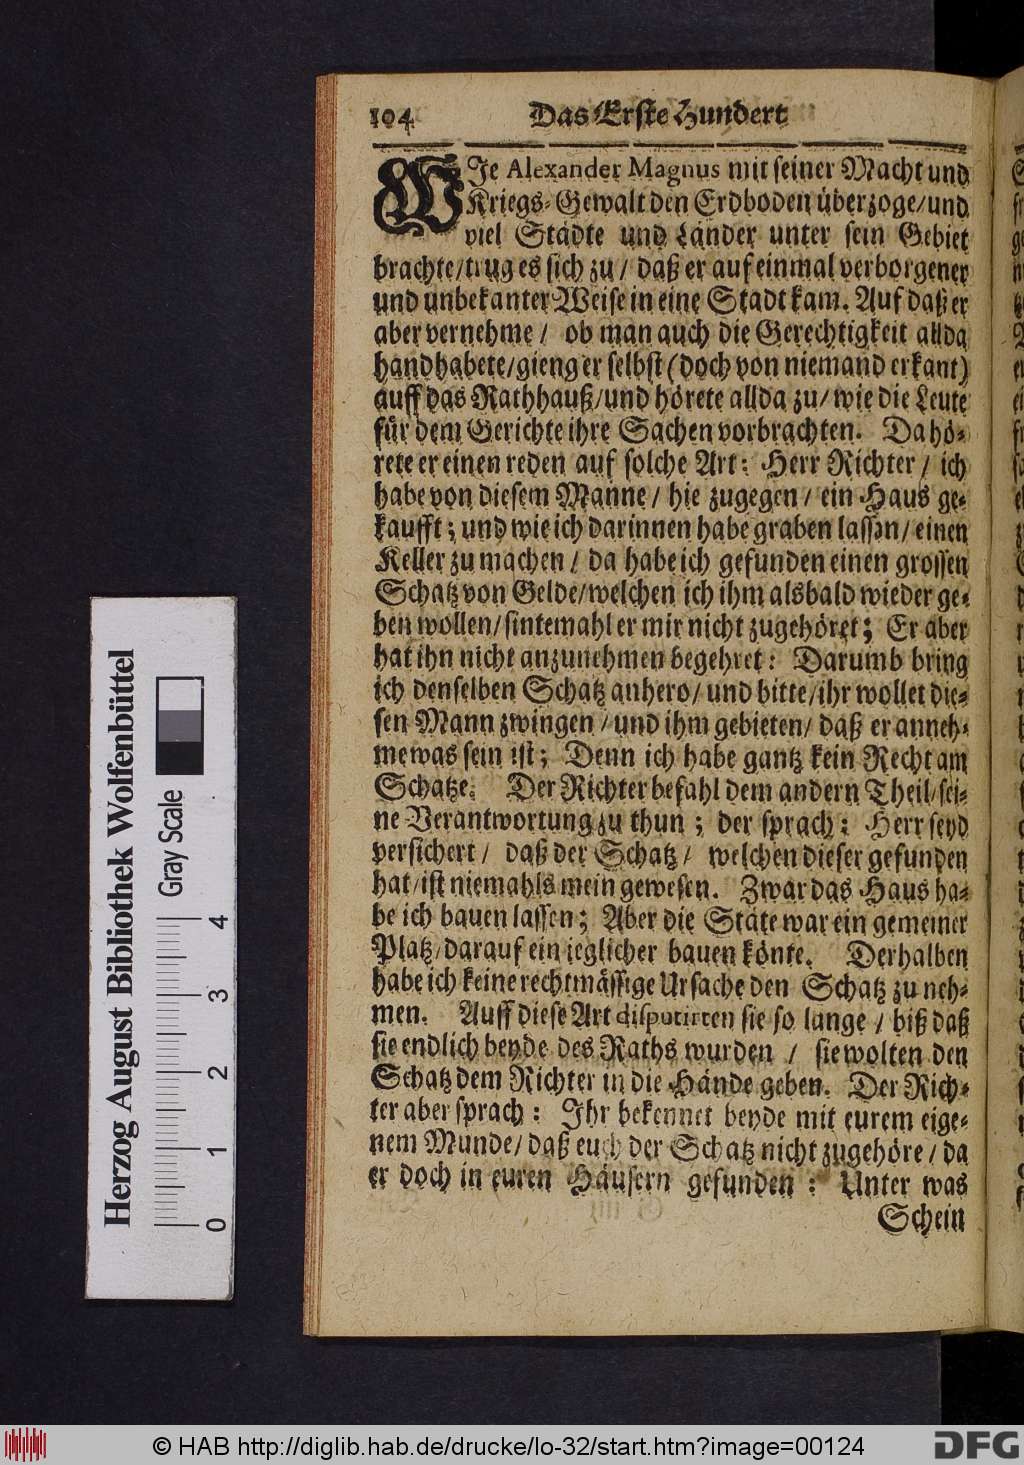 104 Das Erste Hundert
WIe Alexander Magnus mit seiner Macht und
Kriegs-Gewalt den Erdboden überzoge/und
viel Städte und Länder unter sein Gebiet
brachte/trug es sich zu/ daß er auf einmal verborgener
und unbekanter Weise in eine Stadt kam. Auf daß er
aber vernehme/ ob man auch die Gerechtigkeit allda
handhabete/gieng er selbst (doch von niemand erkant)
auff das Rathhauß/und hörete allda zu/ wie die Leute
für dem Gerichte ihre Sachen vorbrachten. Da hö-
rete er einen reden auf solche Art: Herr Richter/ ich
habe von diesem Manne/ hie zugegen/ ein Haus ge-
kaufft; und wie ich darinnen habe graben lassen/ einen
Keller zu machen/ da habe ich gefunden einen grossen
Schatz von Gelde/welchen ich ihm alsbald wieder ge-
ben wollen/sintemahl er mir nicht zugehöret; Er aber
hat ihn nicht anzunehmen begehret: Darumb bring
ich denselben Schatz anhero/ und bitte/ihr wollet die-
sen Mann zwingen/und ihm gebieten/ daß er anneh-
me was sein ist; Denn ich habe gantz kein Recht am
Schatze. Der Richter befahl dem andern Theil/sei-
ne Verantwortung zu thun; der sprach: Herr seyd
versichert/ daß der Schatz/ welchen dieser gefunden
hat/ist niemahls mein gewesen. Zwar das Haus ha-
be ich bauen lassen; Aber die Stäte war ein gemeiner
Platz/darauf ein jeglicher bauen könte. Derhalben
habe ich keine rechtmässige Ursache den Schatz zu neh-
men. Auff diese Art disputirten sie so lange/ biß daß
sie endlich beyde des Raths wurden/ sie wolten den
Schatz dem Richter in die Hände geben. Der Rich-
ter aber sprach: Ihr bekennet beyde mit eurem eige-
nem Munde/ daß euch der Schatz nicht zugehöre/ da
er doch in euren Häusern gefunden: Unter was
Schein
Herzog August Bibliothek Wolfenbüttel
Gray Scale
0 1 2 3 4
© HAB http://diglib.hab.de/drucke/lo-32/start.htm?image=00124
DFG